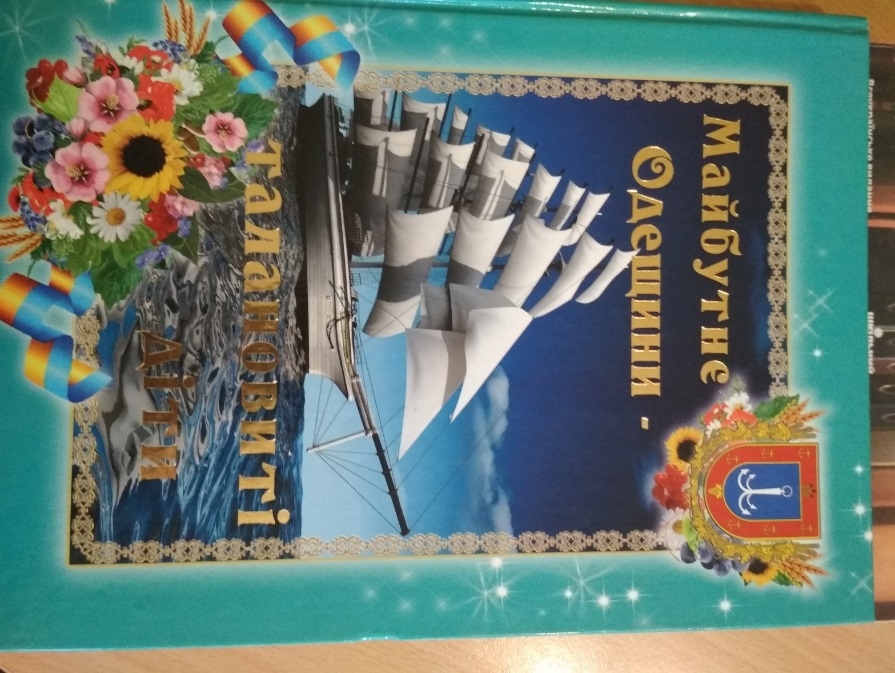 Майбутнє
Одещини -
талановиті
діти